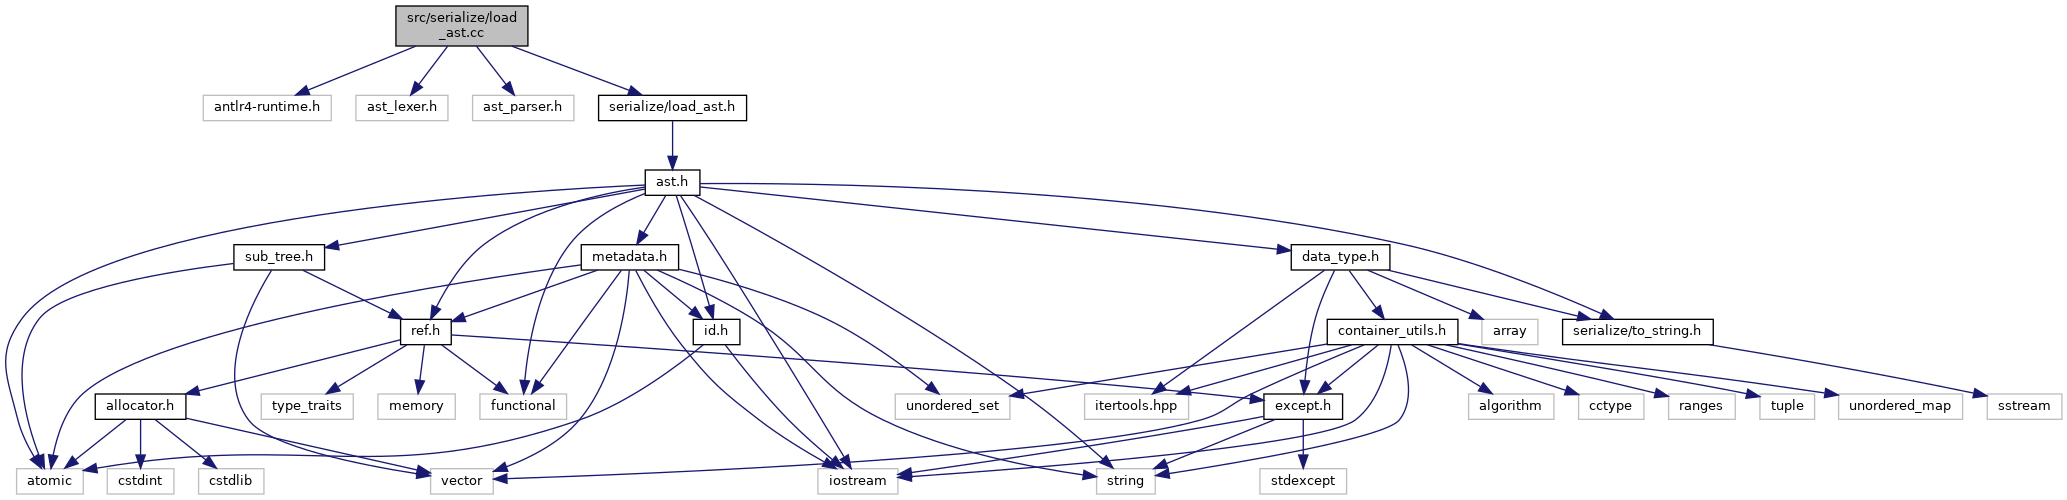 src/serialize/load
_ast.cc
antlr4-runtime.h
ast_lexer.h
ast_parser.h
serialize/load_ast.h
ast.h
sub_tree.h
metadata.h
data_type.h
ref.h
id.h
container_utils.h
array
serialize/to_string.h
allocator.h
type_traits
memory
functional
unordered_set
itertools.hpp
except.h
algorithm
cctype
ranges
tuple
unordered_map
sstream
atomic
cstdint
cstdlib
vector
iostream
string
stdexcept